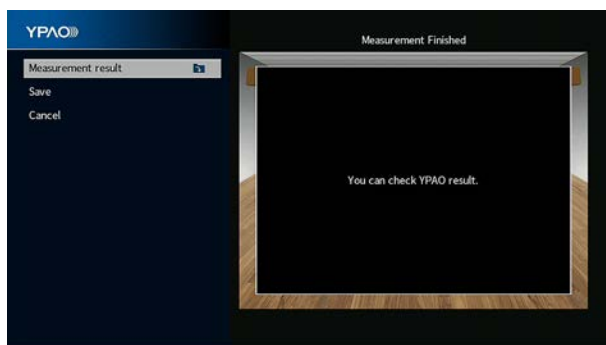 YPAO
Measurement Finished
Measurement result
Save
Cancel
You can check YPAO result.